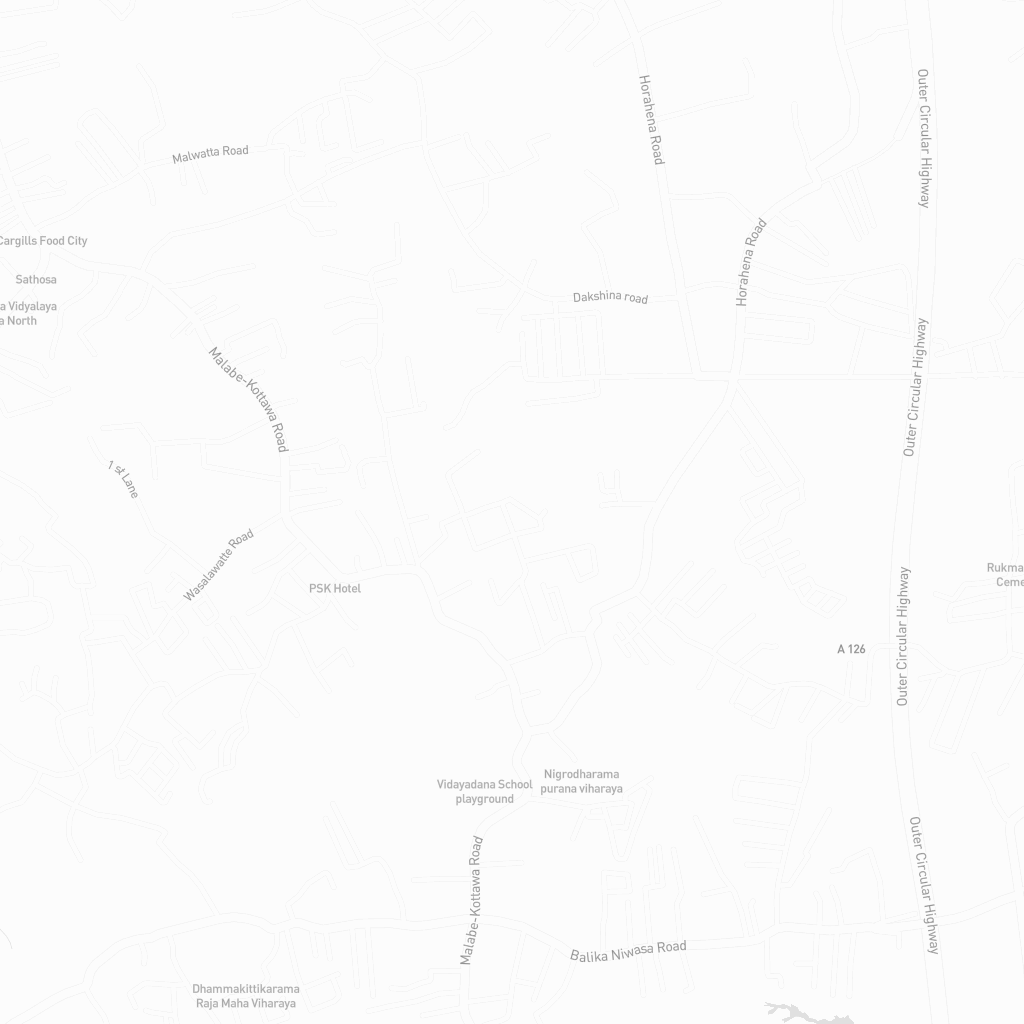 Horahena Road
Outer Circular Highway
Malwatta Road
Cargills Food City
Horahena Road
Sathosa
Dakshina road
a Vidyalaya
a North
Malabe-Kottawa Road
Outer Circular Highway
1 st Lane
Wasalawatte Road
PSK Hotel
Rukma
Ceme
Outer Circular Highway
A 126
Nigrodharama
purana viharaya
Vidayadana School
playground
Malabe-Kottawa Road
Outer Circular Highway
Balika Niwasa Road
Dhammakittikarama
Raja Maha Viharaya